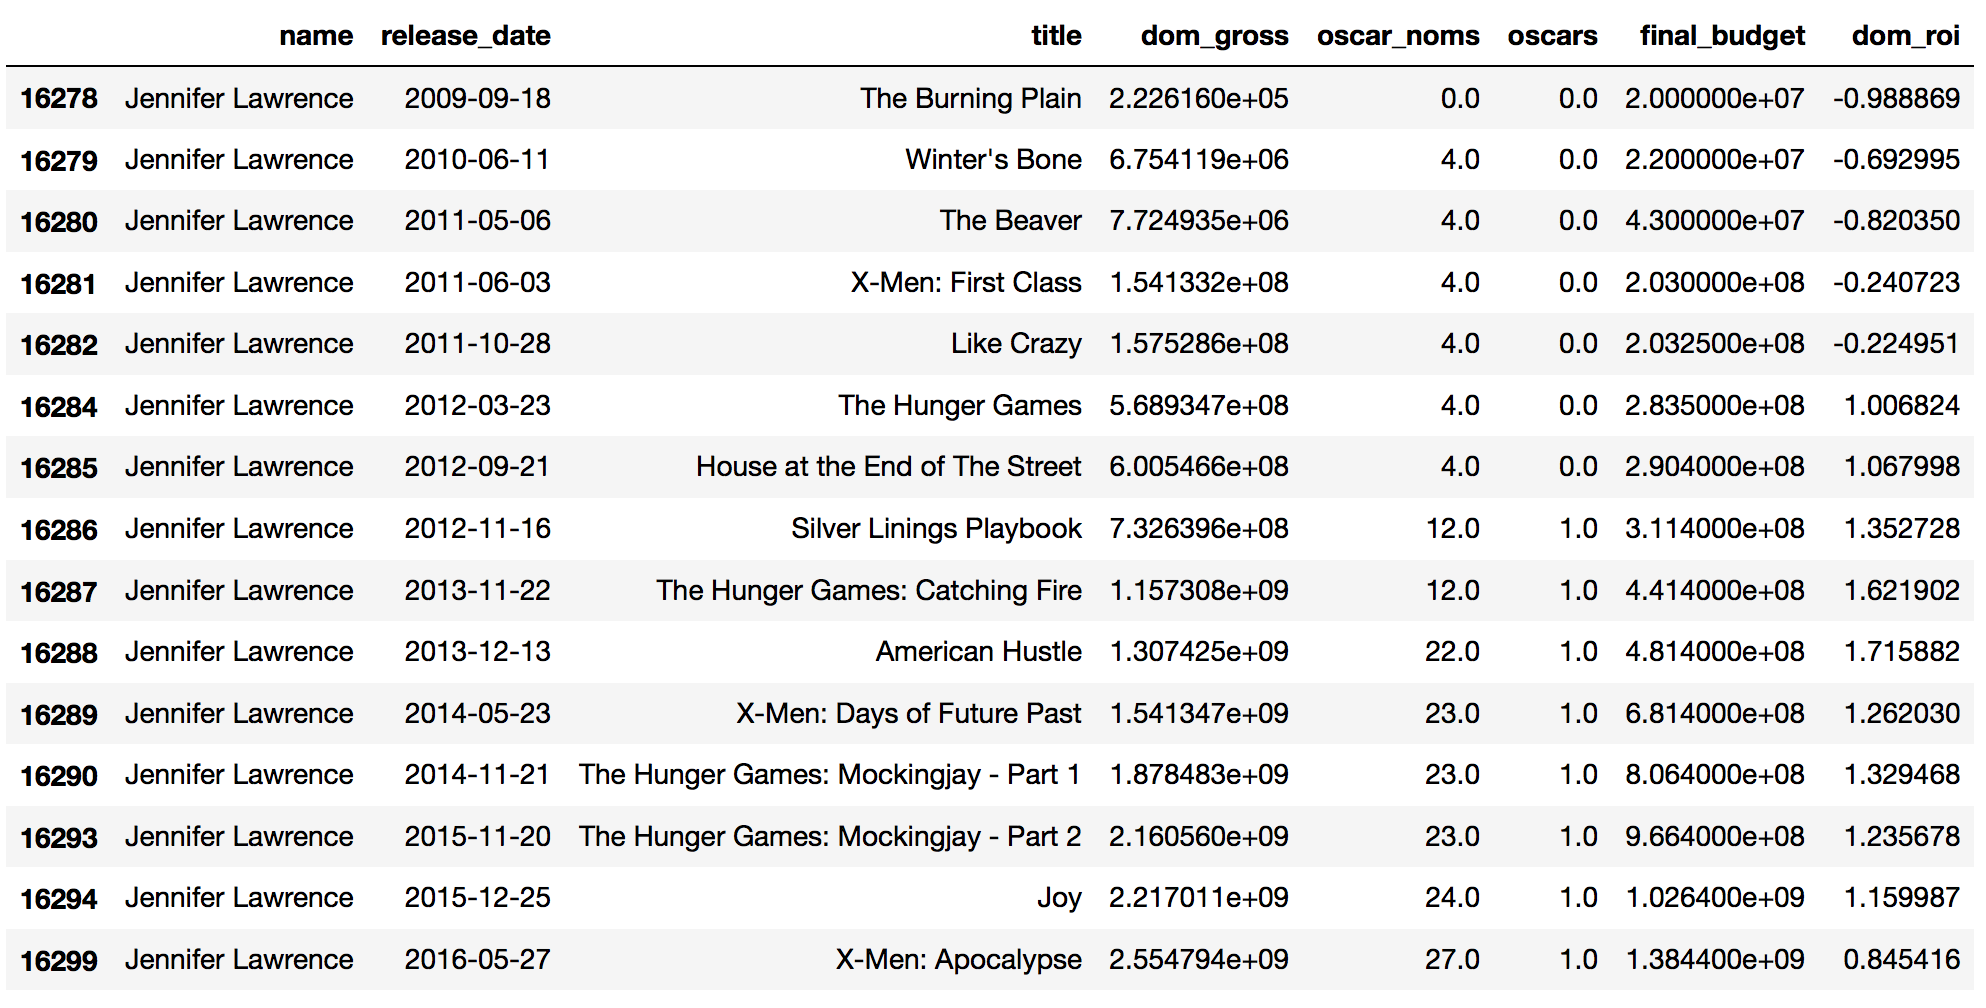 name release_date title dom_gross oscar_noms oscars final_budget dom_roi
16278 Jennifer Lawrence 2009-09-18 The Burning Plain 2.226160e+05 0.0 0.0 2.000000e+07 -0.988869
16279 Jennifer Lawrence 2010-06-11 Winter's Bone 6.754119e+06 4.0 0.0 2.200000e+07 -0.692995
16280 Jennifer Lawrence 2011-05-06 The Beaver 7.724935e+06 4.0 0.0 4.300000e+07 -0.820350
16281 Jennifer Lawrence 2011-06-03 X-Men: First Class 1.541332e+08 4.0 0.0 2.030000e+08 -0.240723
16282 Jennifer Lawrence 2011-10-28 Like Crazy 1.575286e+08 4.0 0.0 2.032500e+08 -0.224951
16284 Jennifer Lawrence 2012-03-23 The Hunger Games 5.689347e+08 4.0 0.0 2.835000e+08 1.006824
16285 Jennifer Lawrence 2012-09-21 House at the End of The Street 6.005466e+08 4.0 0.0 2.904000e+08 1.067998
16286 Jennifer Lawrence 2012-11-16 Silver Linings Playbook 7.326396e+08 12.0 1.0 3.114000e+08 1.352728
16287 Jennifer Lawrence 2013-11-22 The Hunger Games: Catching Fire 1.157308e+09 12.0 1.0 4.414000e+08 1.621902
16288 Jennifer Lawrence 2013-12-13 American Hustle 1.307425e+09 22.0 1.0 4.814000e+08 1.715882
16289 Jennifer Lawrence 2014-05-23 X-Men: Days of Future Past 1.541347e+09 23.0 1.0 6.814000e+08 1.262030
16290 Jennifer Lawrence 2014-11-21 The Hunger Games: Mockingjay - Part 1 1.878483e+09 23.0 1.0 8.064000e+08 1.329468
16293 Jennifer Lawrence 2015-11-20 The Hunger Games: Mockingjay - Part 2 2.160560e+09 23.0 1.0 9.664000e+08 1.235678
16294 Jennifer Lawrence 2015-12-25 Joy 2.217011e+09 24.0 1.0 1.026400e+09 1.159987
16299 Jennifer Lawrence 2016-05-27 X-Men: Apocalypse 2.554794e+09 27.0 1.0 1.384400e+09 0.845416